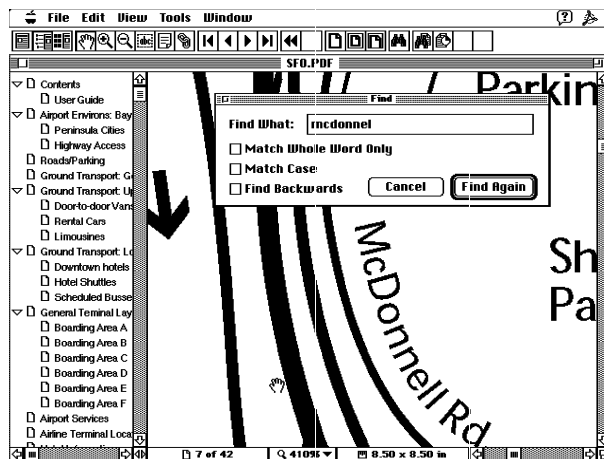 File Edit View Tools Window
SFO.PDF
Contents
User Guide
Airport Environs: Bay
Peninsula Cities
Highway Access
Roads/Parking
Ground Transport: G
Ground Transport: Up
Door-to-door Vans
Rental Cars
Limousines
Ground Transport: Lo
Downtown hotels
Hotel Shuttles
Scheduled Busse
General Teminal Lay
Boarding Area A
Boarding Area B
Boarding Area C
Boarding Area D
Boarding Area E
Boarding Area F
Airport Services
Airline Terminal Loca
Parkin
Find
Find What: mcdonnel
Match Whole Word Only
Match Case
Find Backwards
Cancel
Find Again
McDonnell Rd
Sh
Pa
7 of 42
410%
8.50 x 8.50 in